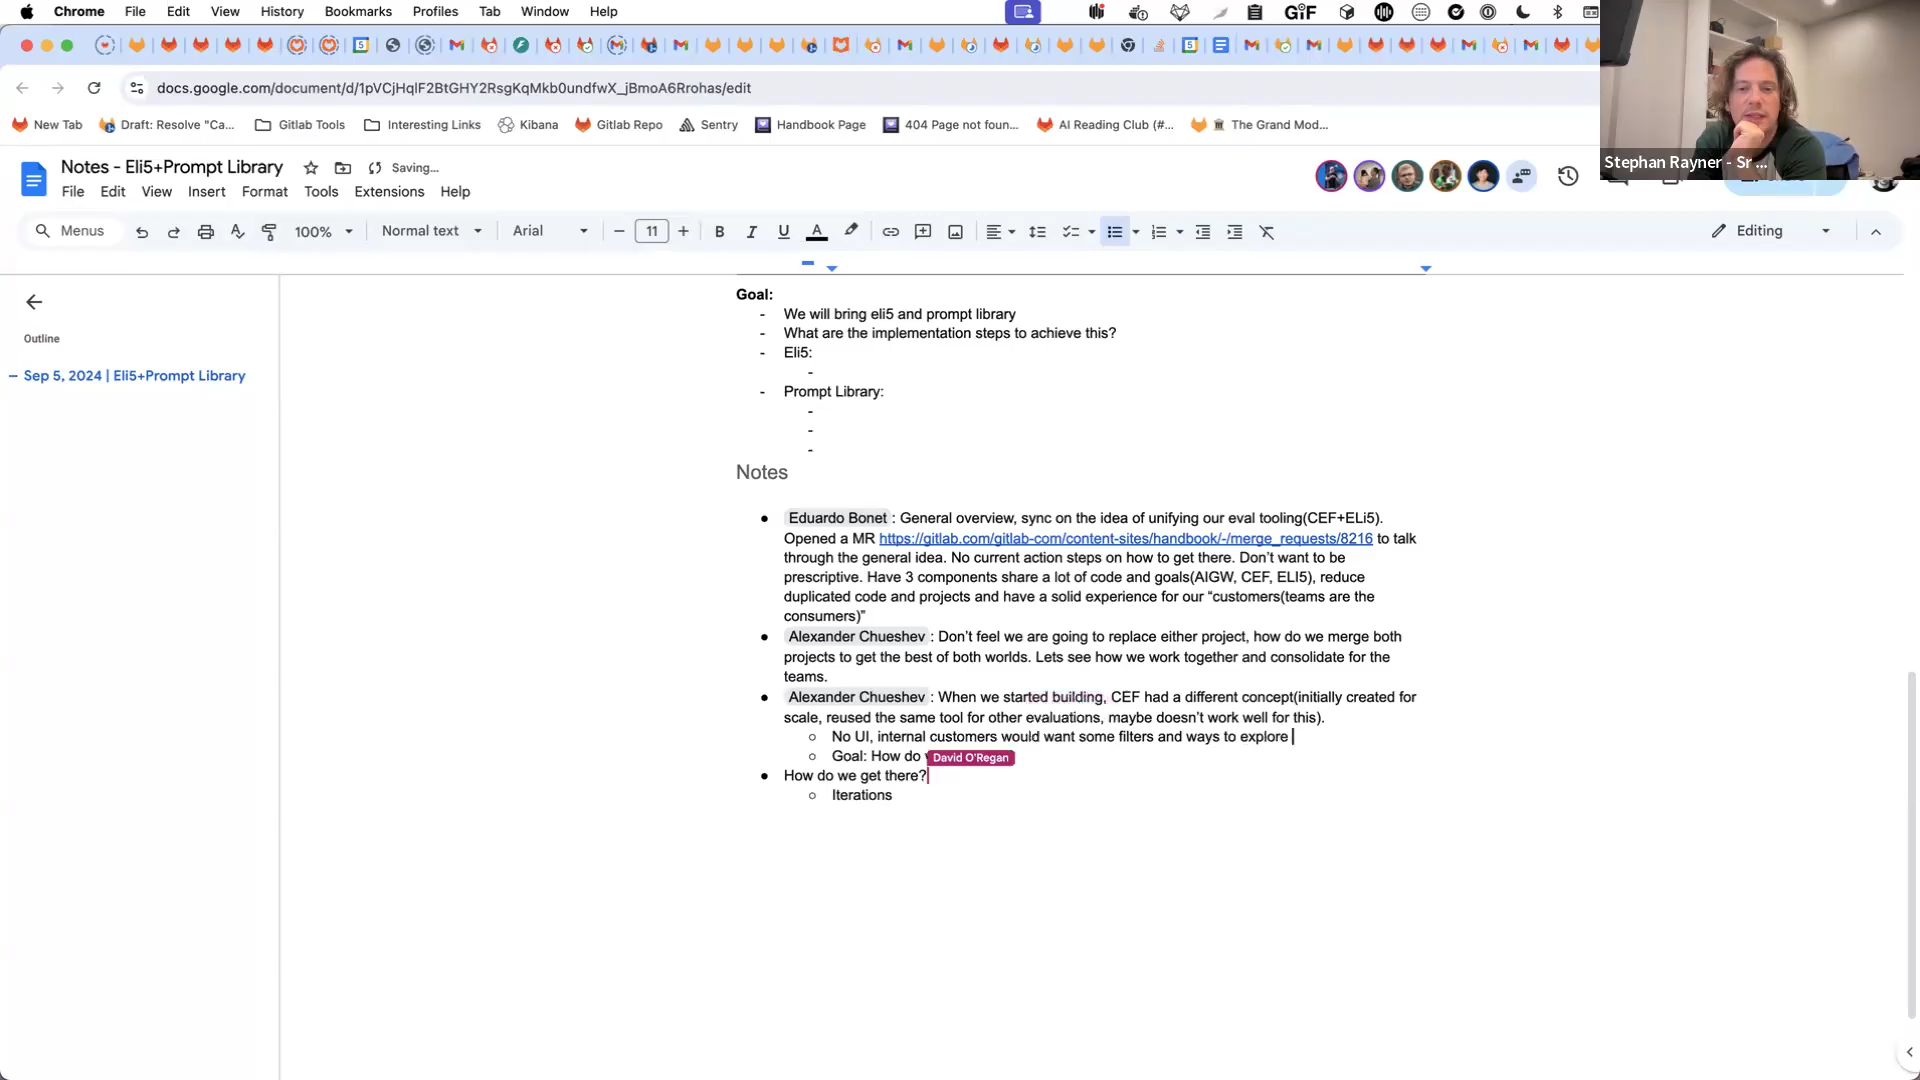 Chrome File Edit View History Bookmarks Profiles Tab Window Help
GIF
docs.google.com/document/d/1pVCjHqlF2BtGHY2RsgKqMkb0undfwX_jBmoA6Rrohas/edit
New Tab Draft: Resolve "Ca... Gitlab Tools Interesting Links Kibana Gitlab Repo Sentry Handbook Page 404 Page not foun... AI Reading Club (#... The Grand Mod...
Stephan Rayner - Sr ...
Notes - Eli5+Prompt Library Saving...
File Edit View Insert Format Tools Extensions Help
Menus 100% Normal text Arial 11 B I U A Editing
Outline
Sep 5, 2024 | Eli5+Prompt Library
Goal:
- We will bring eli5 and prompt library
- What are the implementation steps to achieve this?
- Eli5:
-
- Prompt Library:
-
-
-
Notes
● Eduardo Bonet : General overview, sync on the idea of unifying our eval tooling(CEF+ELi5).
Opened a MR https://gitlab.com/gitlab-com/content-sites/handbook/-/merge_requests/8216 to talk
through the general idea. No current action steps on how to get there. Don’t want to be
prescriptive. Have 3 components share a lot of code and goals(AIGW, CEF, ELI5), reduce
duplicated code and projects and have a solid experience for our “customers(teams are the
consumers)”
● Alexander Chueshev : Don’t feel we are going to replace either project, how do we merge both
projects to get the best of both worlds. Lets see how we work together and consolidate for the
teams.
● Alexander Chueshev : When we started building, CEF had a different concept(initially created for
scale, reused the same tool for other evaluations, maybe doesn’t work well for this).
○ No UI, internal customers would want some filters and ways to explore
○ Goal: How do
David O'Regan
● How do we get there?
○ Iterations